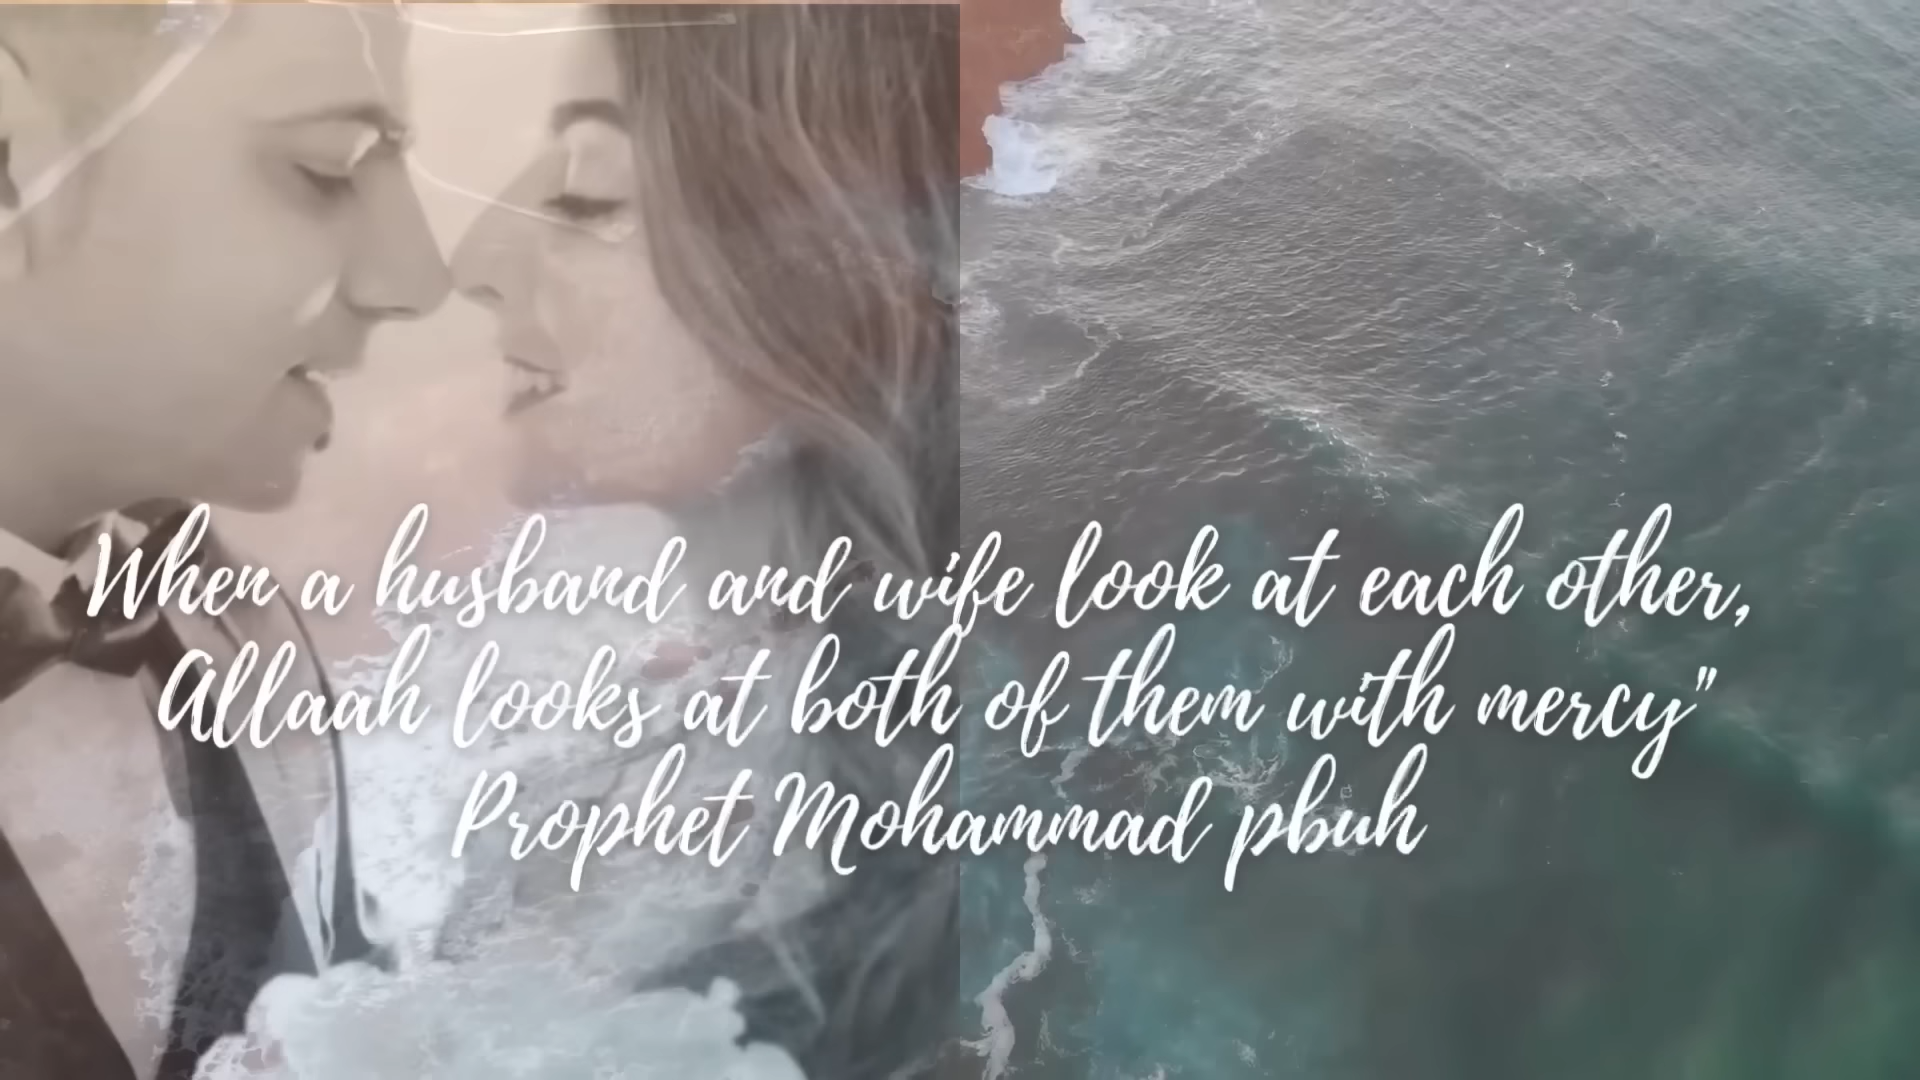 When a husband and wife look at each other,
Allaah looks at both of them with mercy"
Prophet Mohammad pbuh